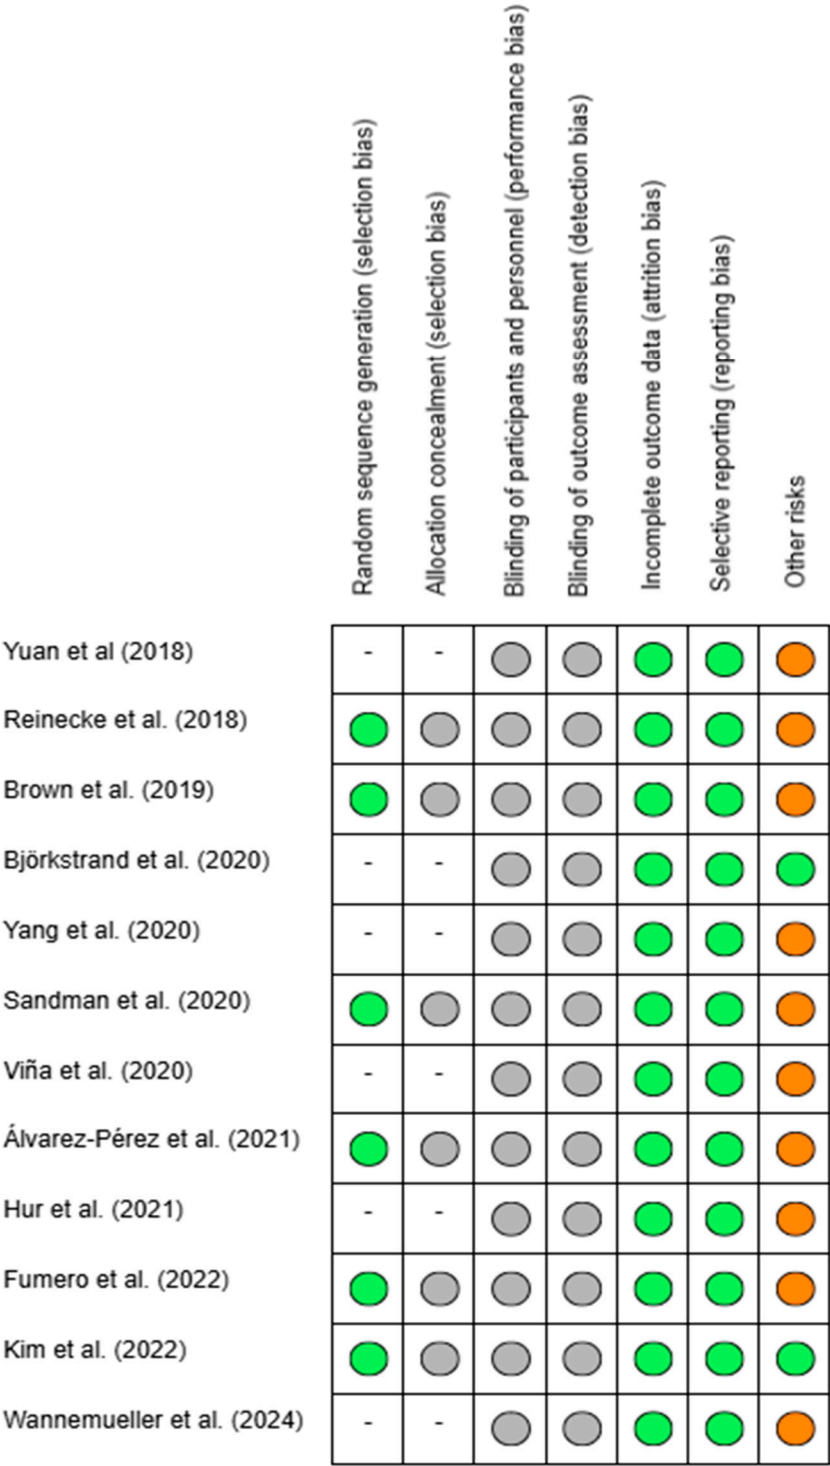 Random sequence generation (selection bias)
Allocation concealment (selection bias)
Blinding of participants and personnel (performance bias)
Blinding of outcome assessment (detection bias)
Incomplete outcome data (attrition bias)
Selective reporting (reporting bias)
Other risks
Yuan et al (2018) - -
Reinecke et al. (2018)
Brown et al. (2019)
Björkstrand et al. (2020) - -
Yang et al. (2020) - -
Sandman et al. (2020)
Viña et al. (2020) - -
Álvarez-Pérez et al. (2021)
Hur et al. (2021) - -
Fumero et al. (2022)
Kim et al. (2022)
Wannemueller et al. (2024) - -